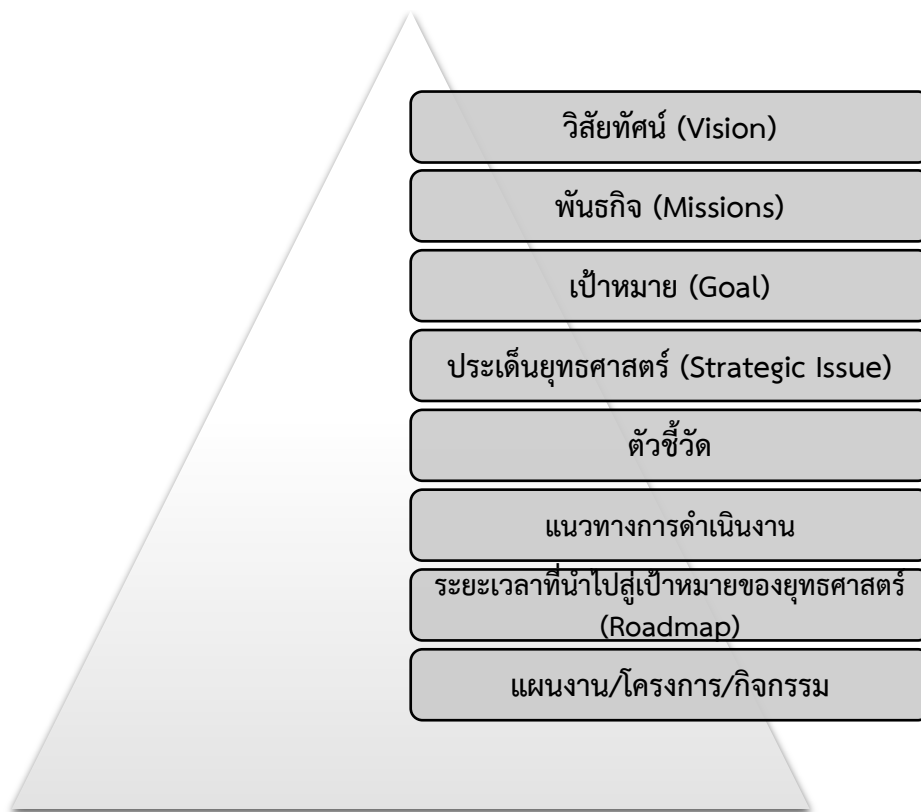 วิสัยทัศน์ (Vision)
พันธกิจ (Missions)
เป้าหมาย (Goal)
ประเด็นยุทธศาสตร์ (Strategic Issue)
ตัวชี้วัด
แนวทางการดำเนินงาน
ระยะเวลาที่นำไปสู่เป้าหมายของยุทธศาสตร์
(Roadmap)
แผนงาน/โครงการ/กิจกรรม